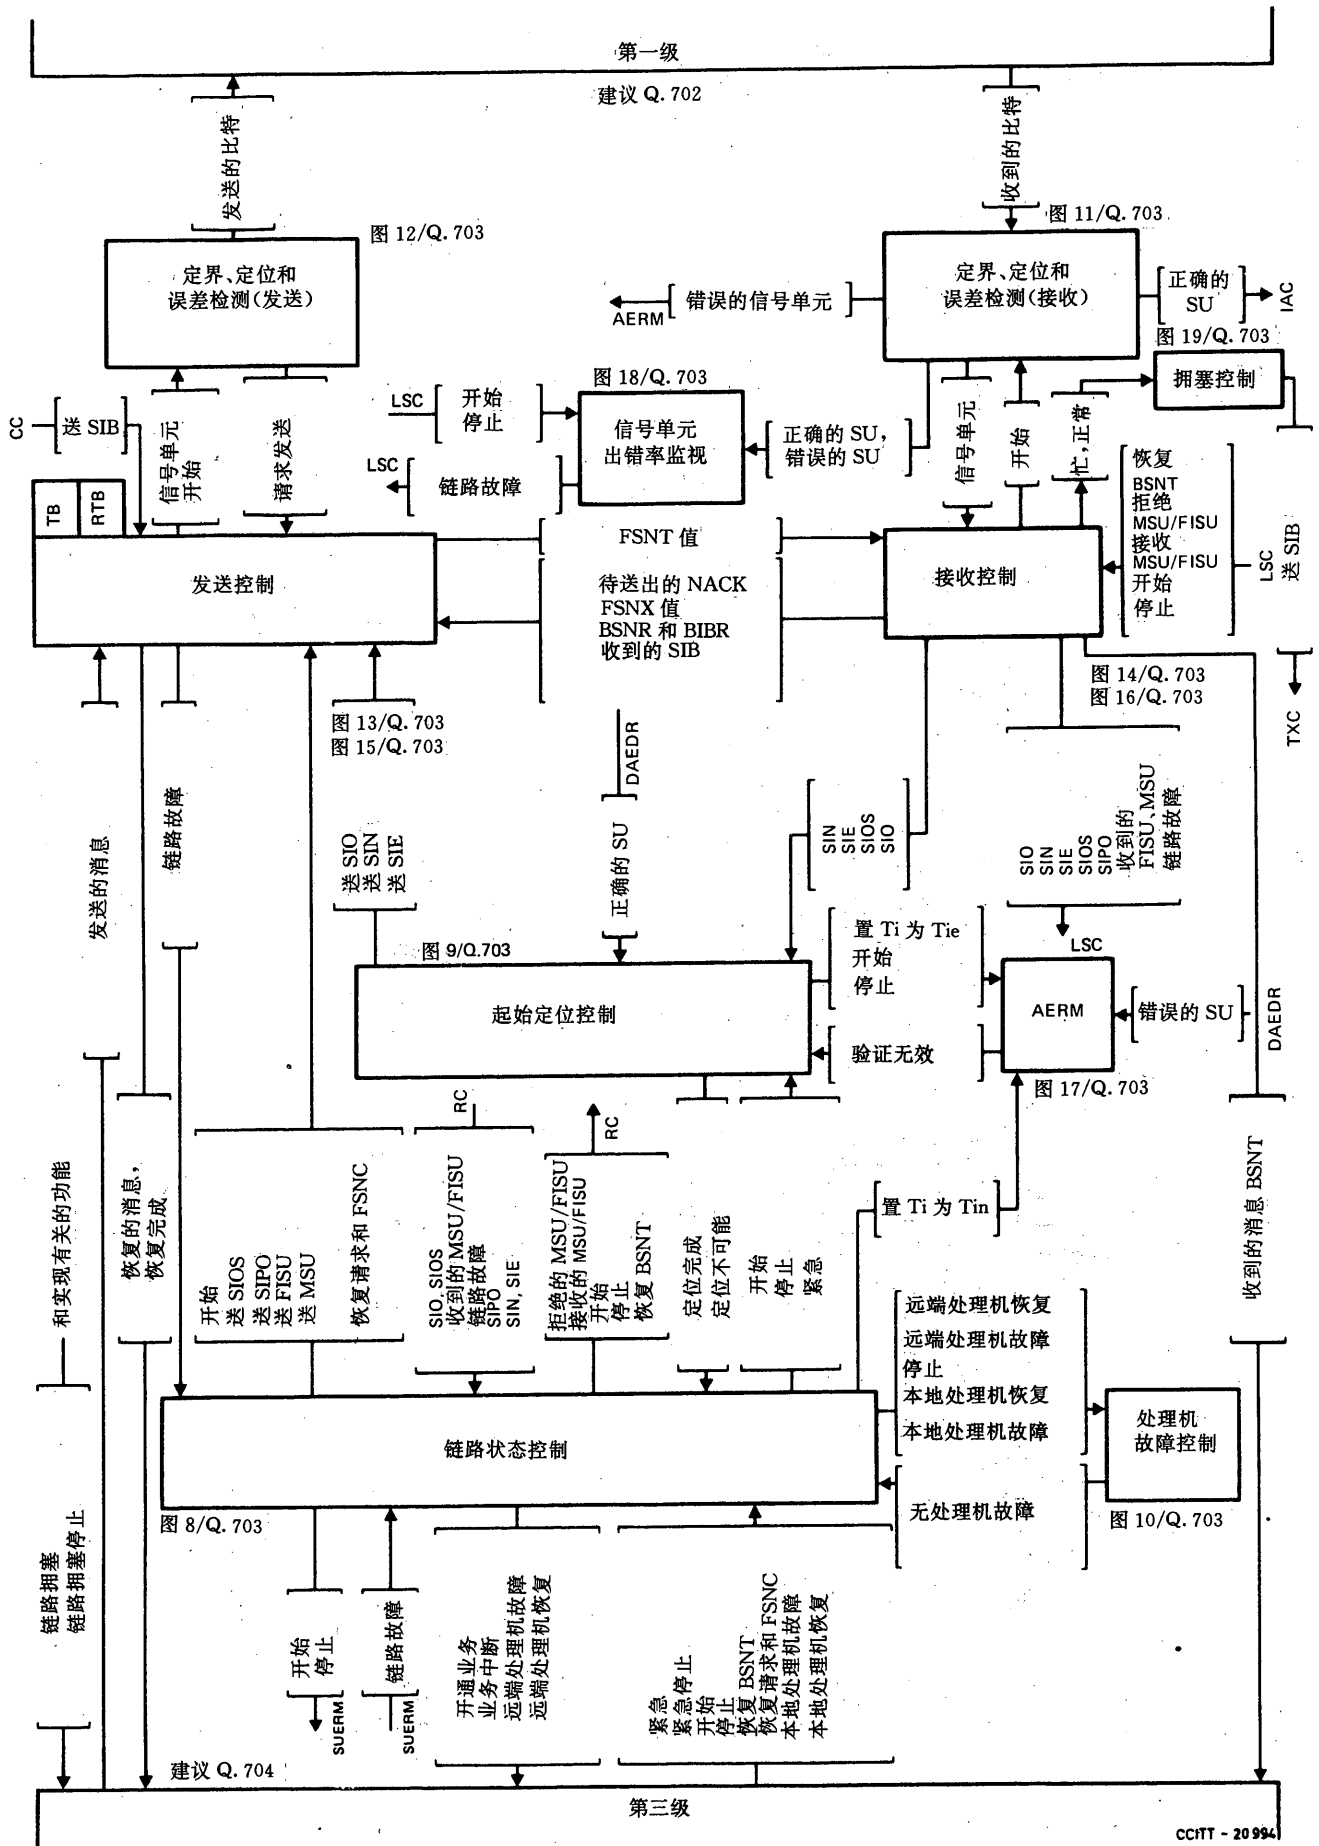 第一级
建议 Q.702
发送的比特
收到的比特
图 12/Q.703
图 11/Q.703
定界、定位和
误差检测(发送)
定界、定位和
误差检测(接收)
错误的信号单元
AERM
正确的
SU
IAC
图 19/Q.703
拥塞控制
图 18/Q.703
LSC
开始
停止
信号单元
出错率监视
正确的 SU,
错误的 SU
LSC
链路故障
CC
送 SIB
信号单元
开始
请求发送
信号单元
开始
忙,正常
TB
RTB
发送控制
FSNT 值
待送出的 NACK
FSNX 值
BSNR 和 BIBR
收到的 SIB
接收控制
恢复
BSNT
拒绝
MSU/FISU
接收
MSU/FISU
开始
停止
LSC
送 SIB
TXC
图 14/Q.703
图 16/Q.703
图 13/Q.703
图 15/Q.703
发送的消息
链路故障
送 SIO
送 SIN
送 SIE
DAEDR
正确的 SU
SIN
SIE
SIOS
SIO
SIO
SIN
SIE
SIOS
SIPO
收到的
FISU、MSU
链路故障
LSC
图 9/Q.703
起始定位控制
置 Ti 为 Tie
开始
停止
验证无效
AERM
错误的 SU
DAEDR
图 17/Q.703
和实现有关的功能
恢复的消息,
恢复完成
开始
送 SIOS
送 SIPO
送 FISU
送 MSU
恢复请求和 FSNC
RC
SIO, SIOS
收到的 MSU/FISU
链路故障
SIPO
SIN, SIE
RC
拒绝的 MSU/FISU
接收的 MSU/FISU
开始
停止
恢复 BSNT
定位完成
定位不可能
开始
停止
紧急
置 Ti 为 Tin
收到的消息 BSNT
远端处理机恢复
远端处理机故障
停止
本地处理机恢复
本地处理机故障
处理机
故障控制
链路状态控制
无处理机故障
图 8/Q.703
图 10/Q.703
链路拥塞
链路拥塞停止
开始
停止
SUERM
链路故障
SUERM
开通业务
业务中断
远端处理机故障
远端处理机恢复
紧急
紧急停止
开始
停止
恢复 BSNT
恢复请求和 FSNC
本地处理机故障
本地处理机恢复
建议 Q.704
第三级
CCITT - 20994